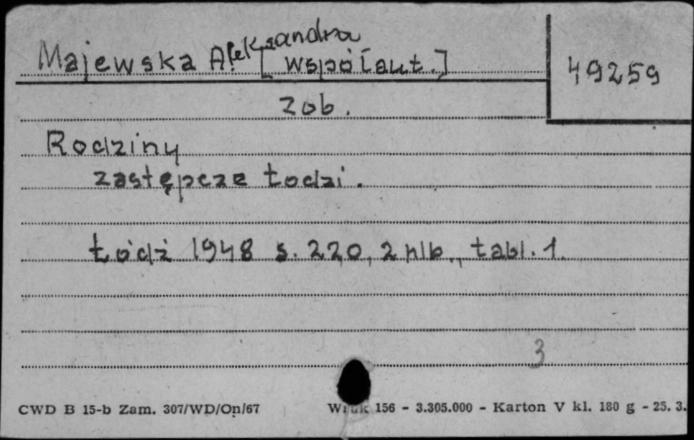 Majewska Aleksandra
[współaut.]
49259
zob.
Rodziny
zastępcze Łodzi.
Łódź 1948 s. 220, 2 nlb., tabl. 1.
3
CWD B 15-b Zam. 307/WD/On/67
156 - 3.305.000 - Karton V kl. 180 g - 25. 3.